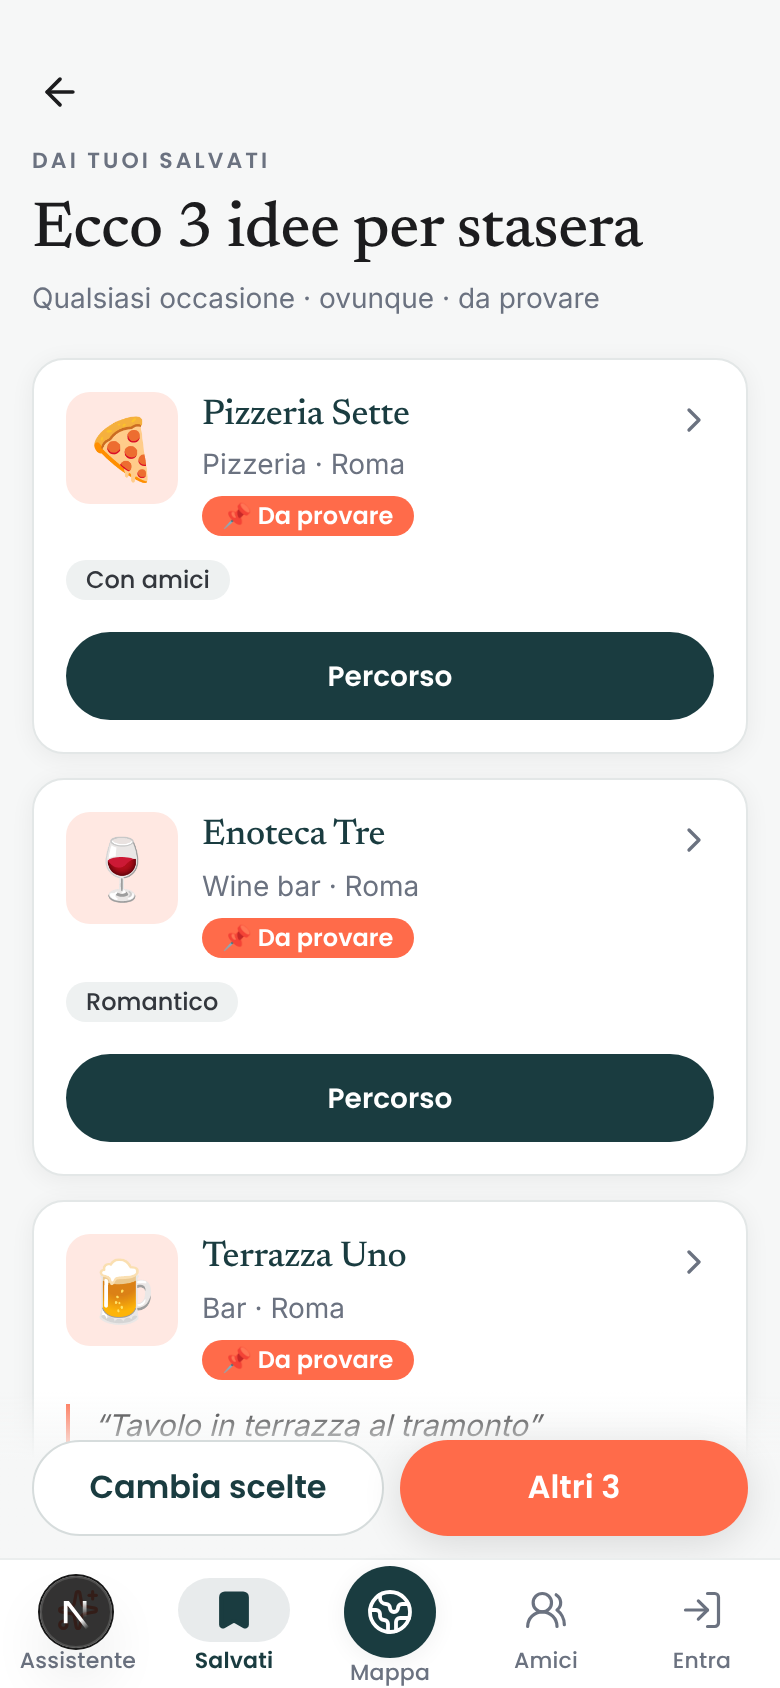 DAI TUOI SALVATI
Ecco 3 idee per stasera
Qualsiasi occasione · ovunque · da provare
Pizzeria Sette
Pizzeria · Roma
Da provare
Con amici
Percorso
Enoteca Tre
Wine bar · Roma
Da provare
Romantico
Percorso
Terrazza Uno
Bar · Roma
Da provare
“Tavolo in terrazza al tramonto”
Cambia scelte
Altri 3
N
Assistente
Salvati
Mappa
Amici
Entra